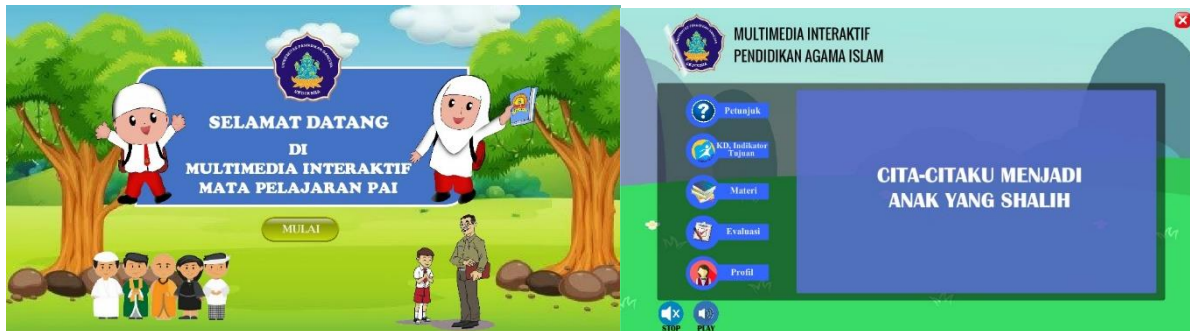 SELAMAT DATANG
DI
MULTIMEDIA INTERAKTIF
MATA PELAJARAN PAI
MULAI
MULTIMEDIA INTERAKTIF
PENDIDIKAN AGAMA ISLAM
Petunjuk
KD, Indikator
Tujuan
Materi
Evaluasi
Profil
CITA-CITAKU MENJADI
ANAK YANG SHALIH
STOP
PLAY